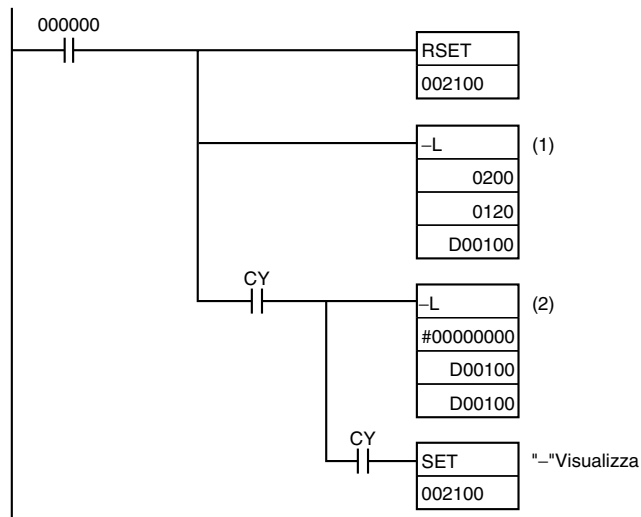 000000
RSET
002100
–L (1)
0200
0120
D00100
CY
–L (2)
#00000000
D00100
D00100
CY
SET "–"Visualizza
002100